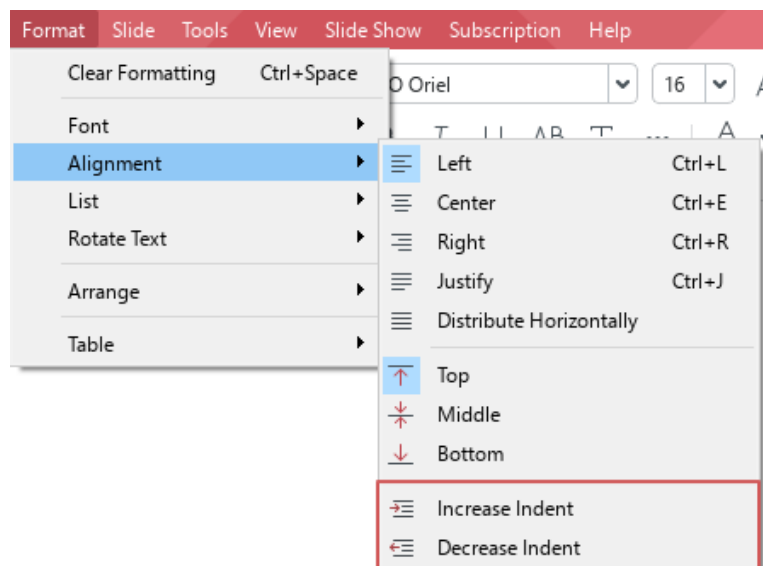 Format Slide Tools View Slide Show Subscription Help
Clear Formatting Ctrl+Space
O Oriel 16
Font
Alignment
List
Rotate Text
Arrange
Table
Left Ctrl+L
Center Ctrl+E
Right Ctrl+R
Justify Ctrl+J
Distribute Horizontally
Top
Middle
Bottom
Increase Indent
Decrease Indent